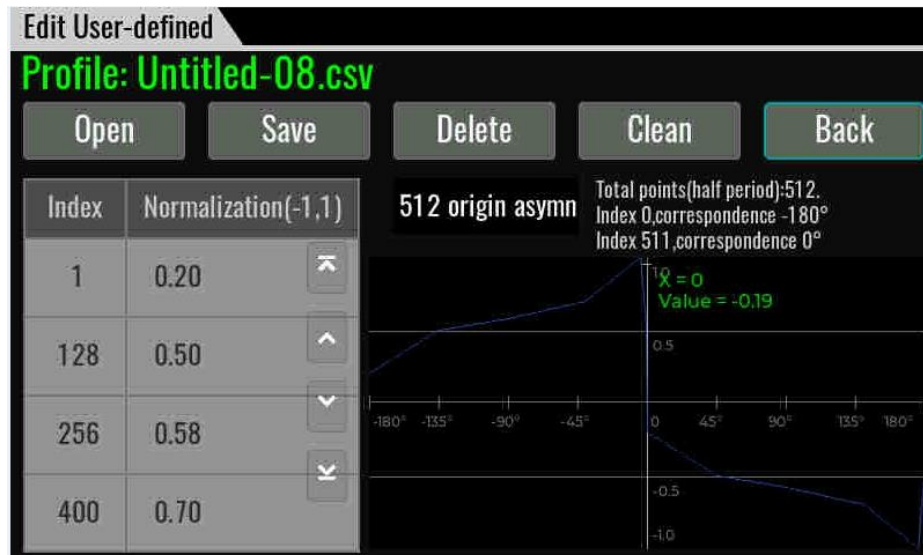 Edit User-defined
Profile: Untitled-08.csv
Open Save Delete Clean Back
Index Normalization(-1,1)
1 0.20
128 0.50
256 0.58
400 0.70
512 origin asymn
Total points(half period):512.
Index 0,correspondence -180°
Index 511,correspondence 0°
1.0
X = 0
Value = -0.19
0.5
-180° -135° -90° -45° 0 45° 90° 135° 180°
-0.5
-1.0